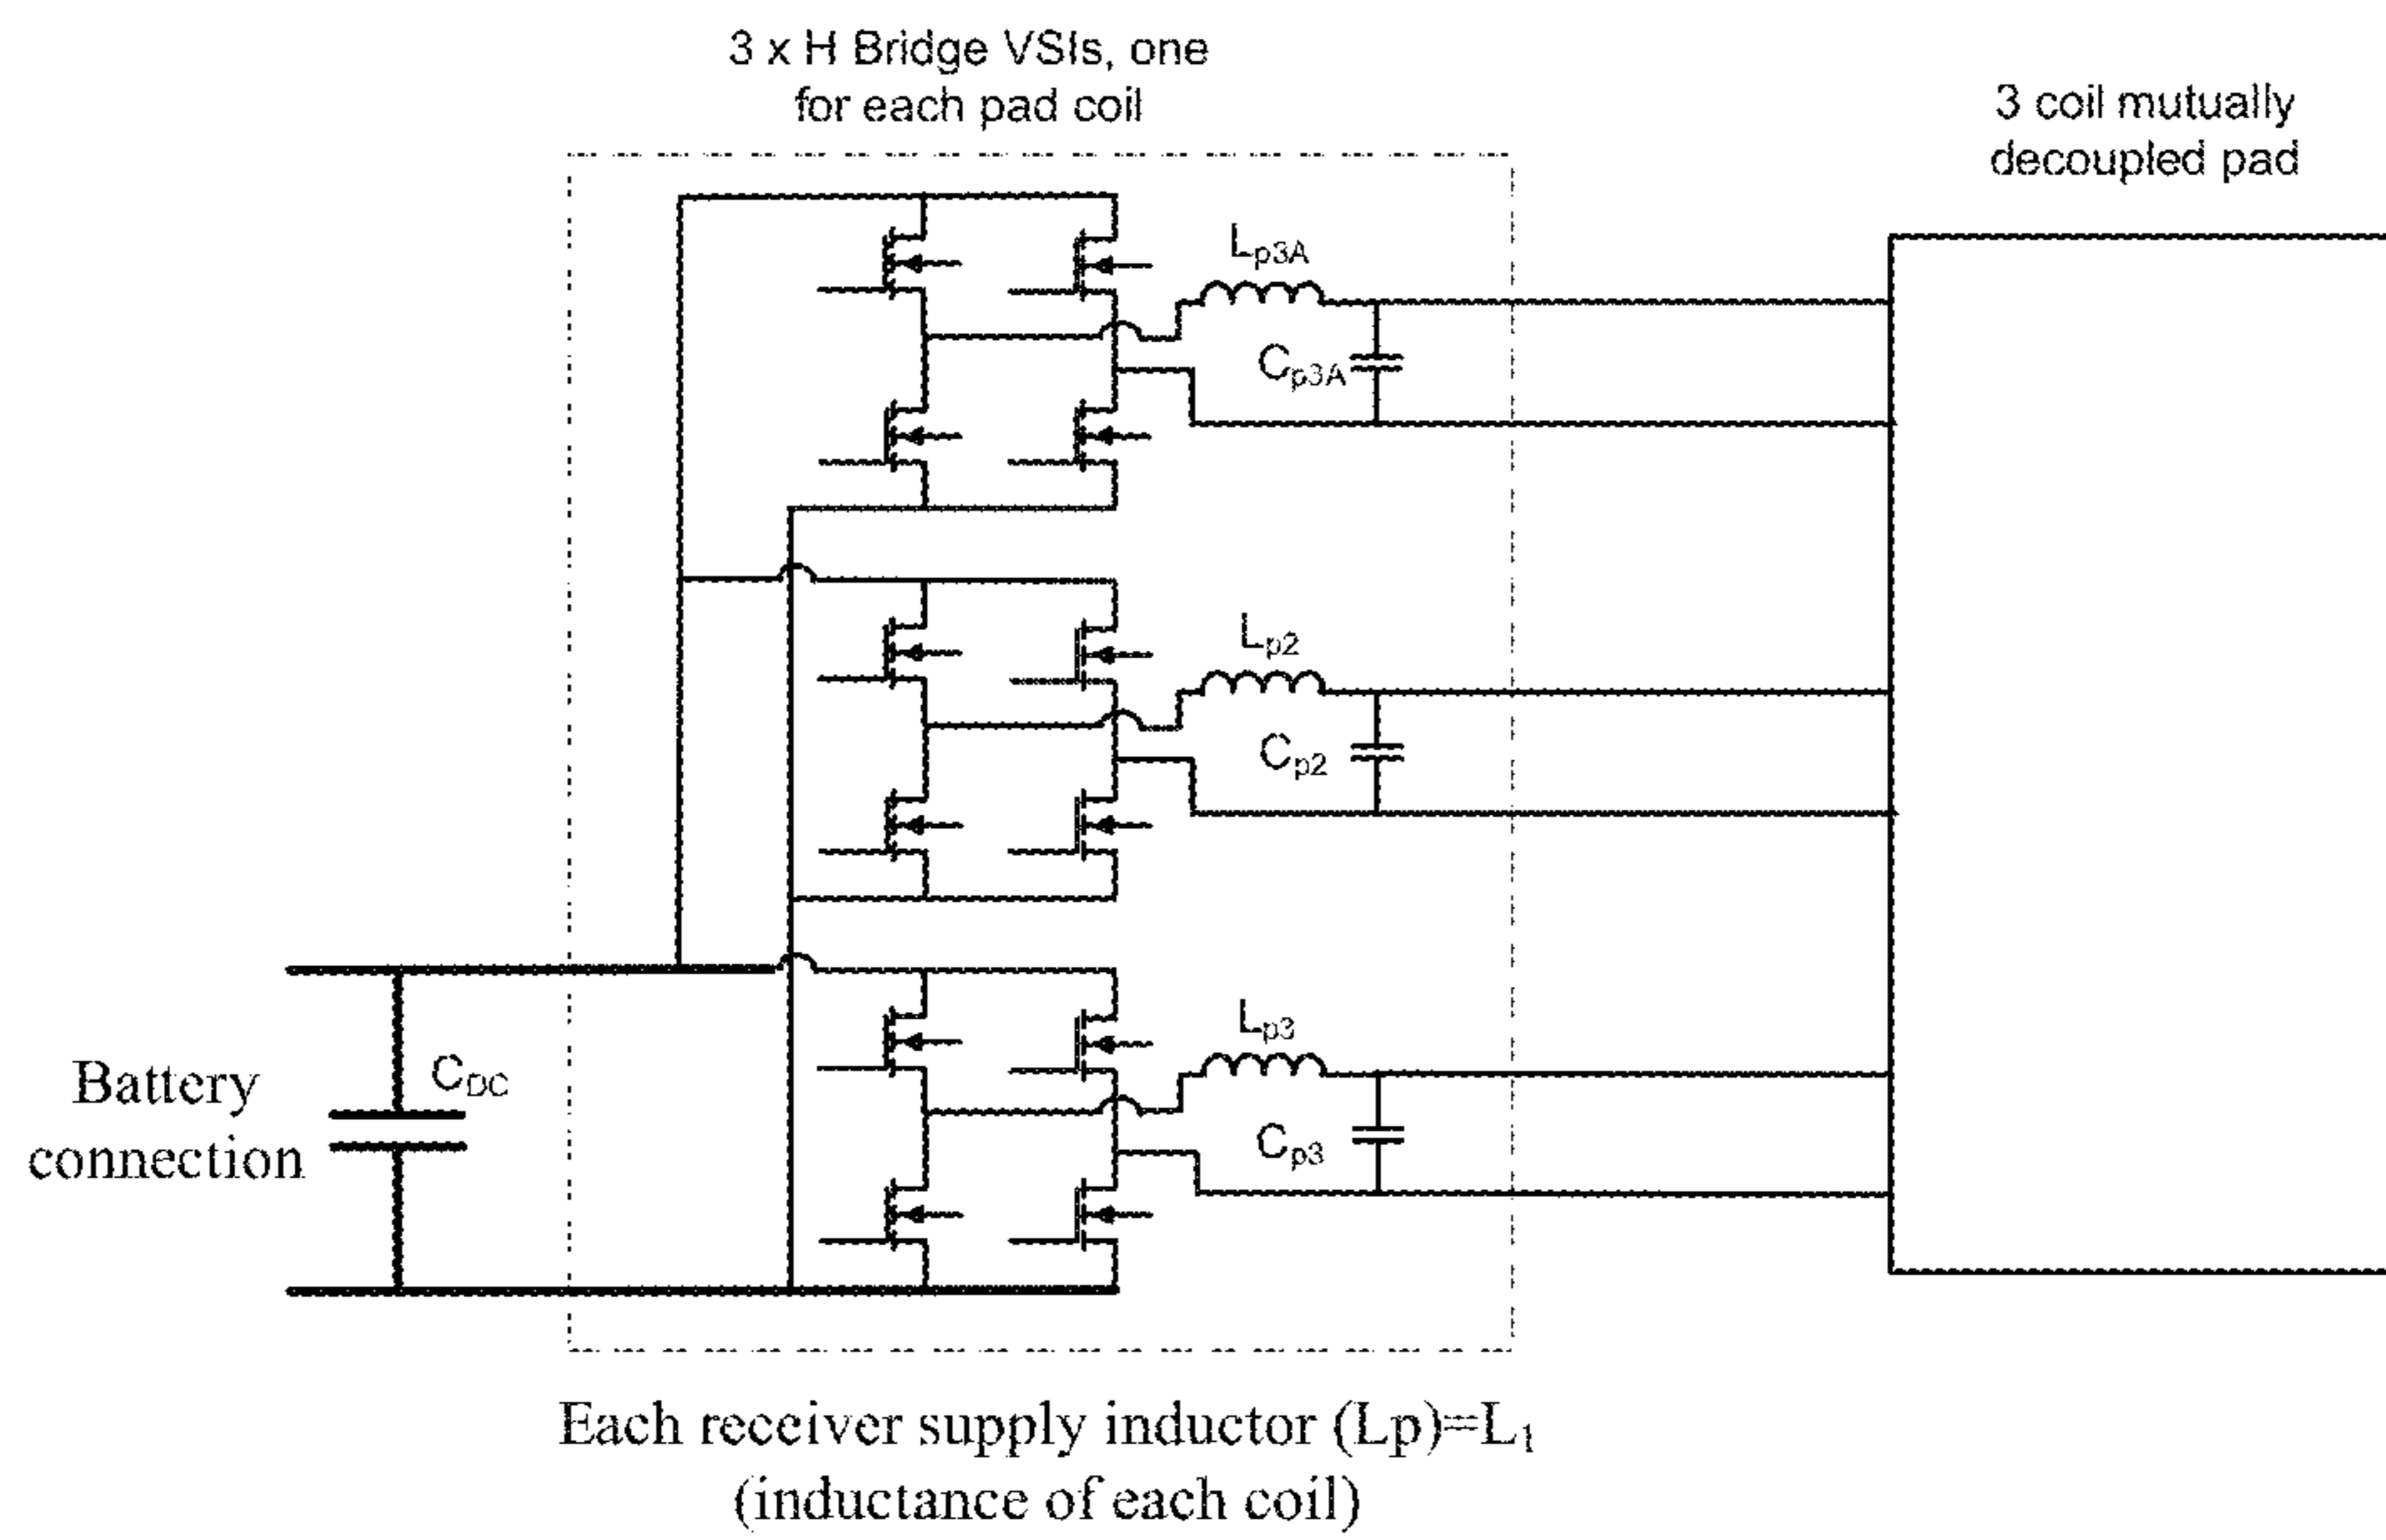 3 x H Bridge VSIs, one
for each pad coil
3 coil mutually
decoupled pad
Lp3A
Cp3A
Lp2
Cp2
Lp3
Cp3
CDC
Battery
connection
Each receiver supply inductor (Lp)=L1
(inductance of each coil)